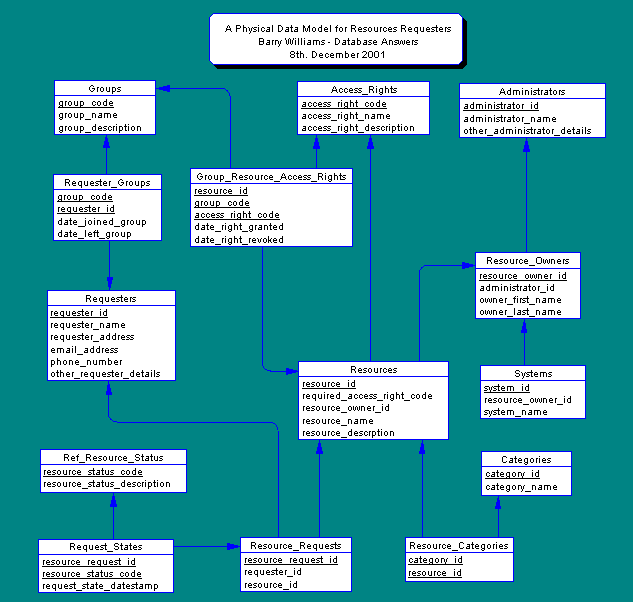 A Physical Data Model for Resources Requesters
Barry Williams - Database Answers
8th. December 2001
Groups
group_code
group_name
group_description
Access_Rights
access_right_code
access_right_name
access_right_description
Administrators
administrator_id
administrator_name
other_administrator_details
Requester_Groups
group_code
requester_id
date_joined_group
date_left_group
Group_Resource_Access_Rights
resource_id
group_code
access_right_code
date_right_granted
date_right_revoked
Resource_Owners
resource_owner_id
administrator_id
owner_first_name
owner_last_name
Requesters
requester_id
requester_name
requester_address
email_address
phone_number
other_requester_details
Resources
resource_id
required_access_right_code
resource_owner_id
resource_name
resource_descrption
Systems
system_id
resource_owner_id
system_name
Ref_Resource_Status
resource_status_code
resource_status_description
Categories
category_id
category_name
Request_States
resource_request_id
resource_status_code
request_state_datestamp
Resource_Requests
resource_request_id
requester_id
resource_id
Resource_Categories
category_id
resource_id